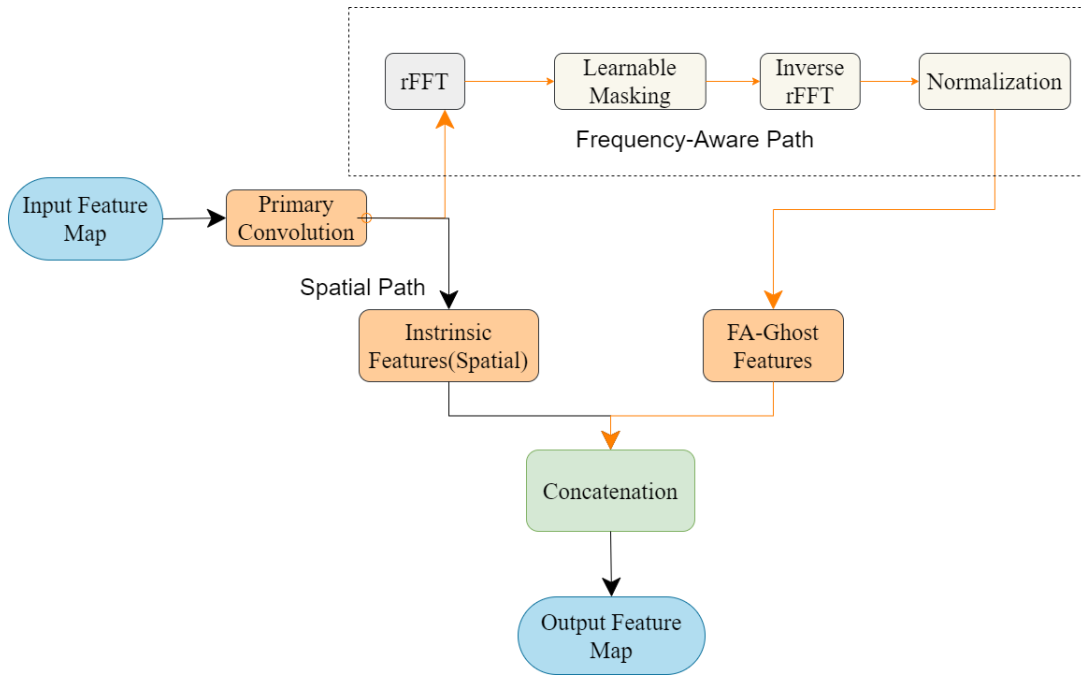 rFFT
Learnable
Masking
Inverse
rFFT
Normalization
Frequency-Aware Path
Input Feature
Map
Primary
Convolution
Spatial Path
Instrinsic
Features(Spatial)
FA-Ghost
Features
Concatenation
Output Feature
Map